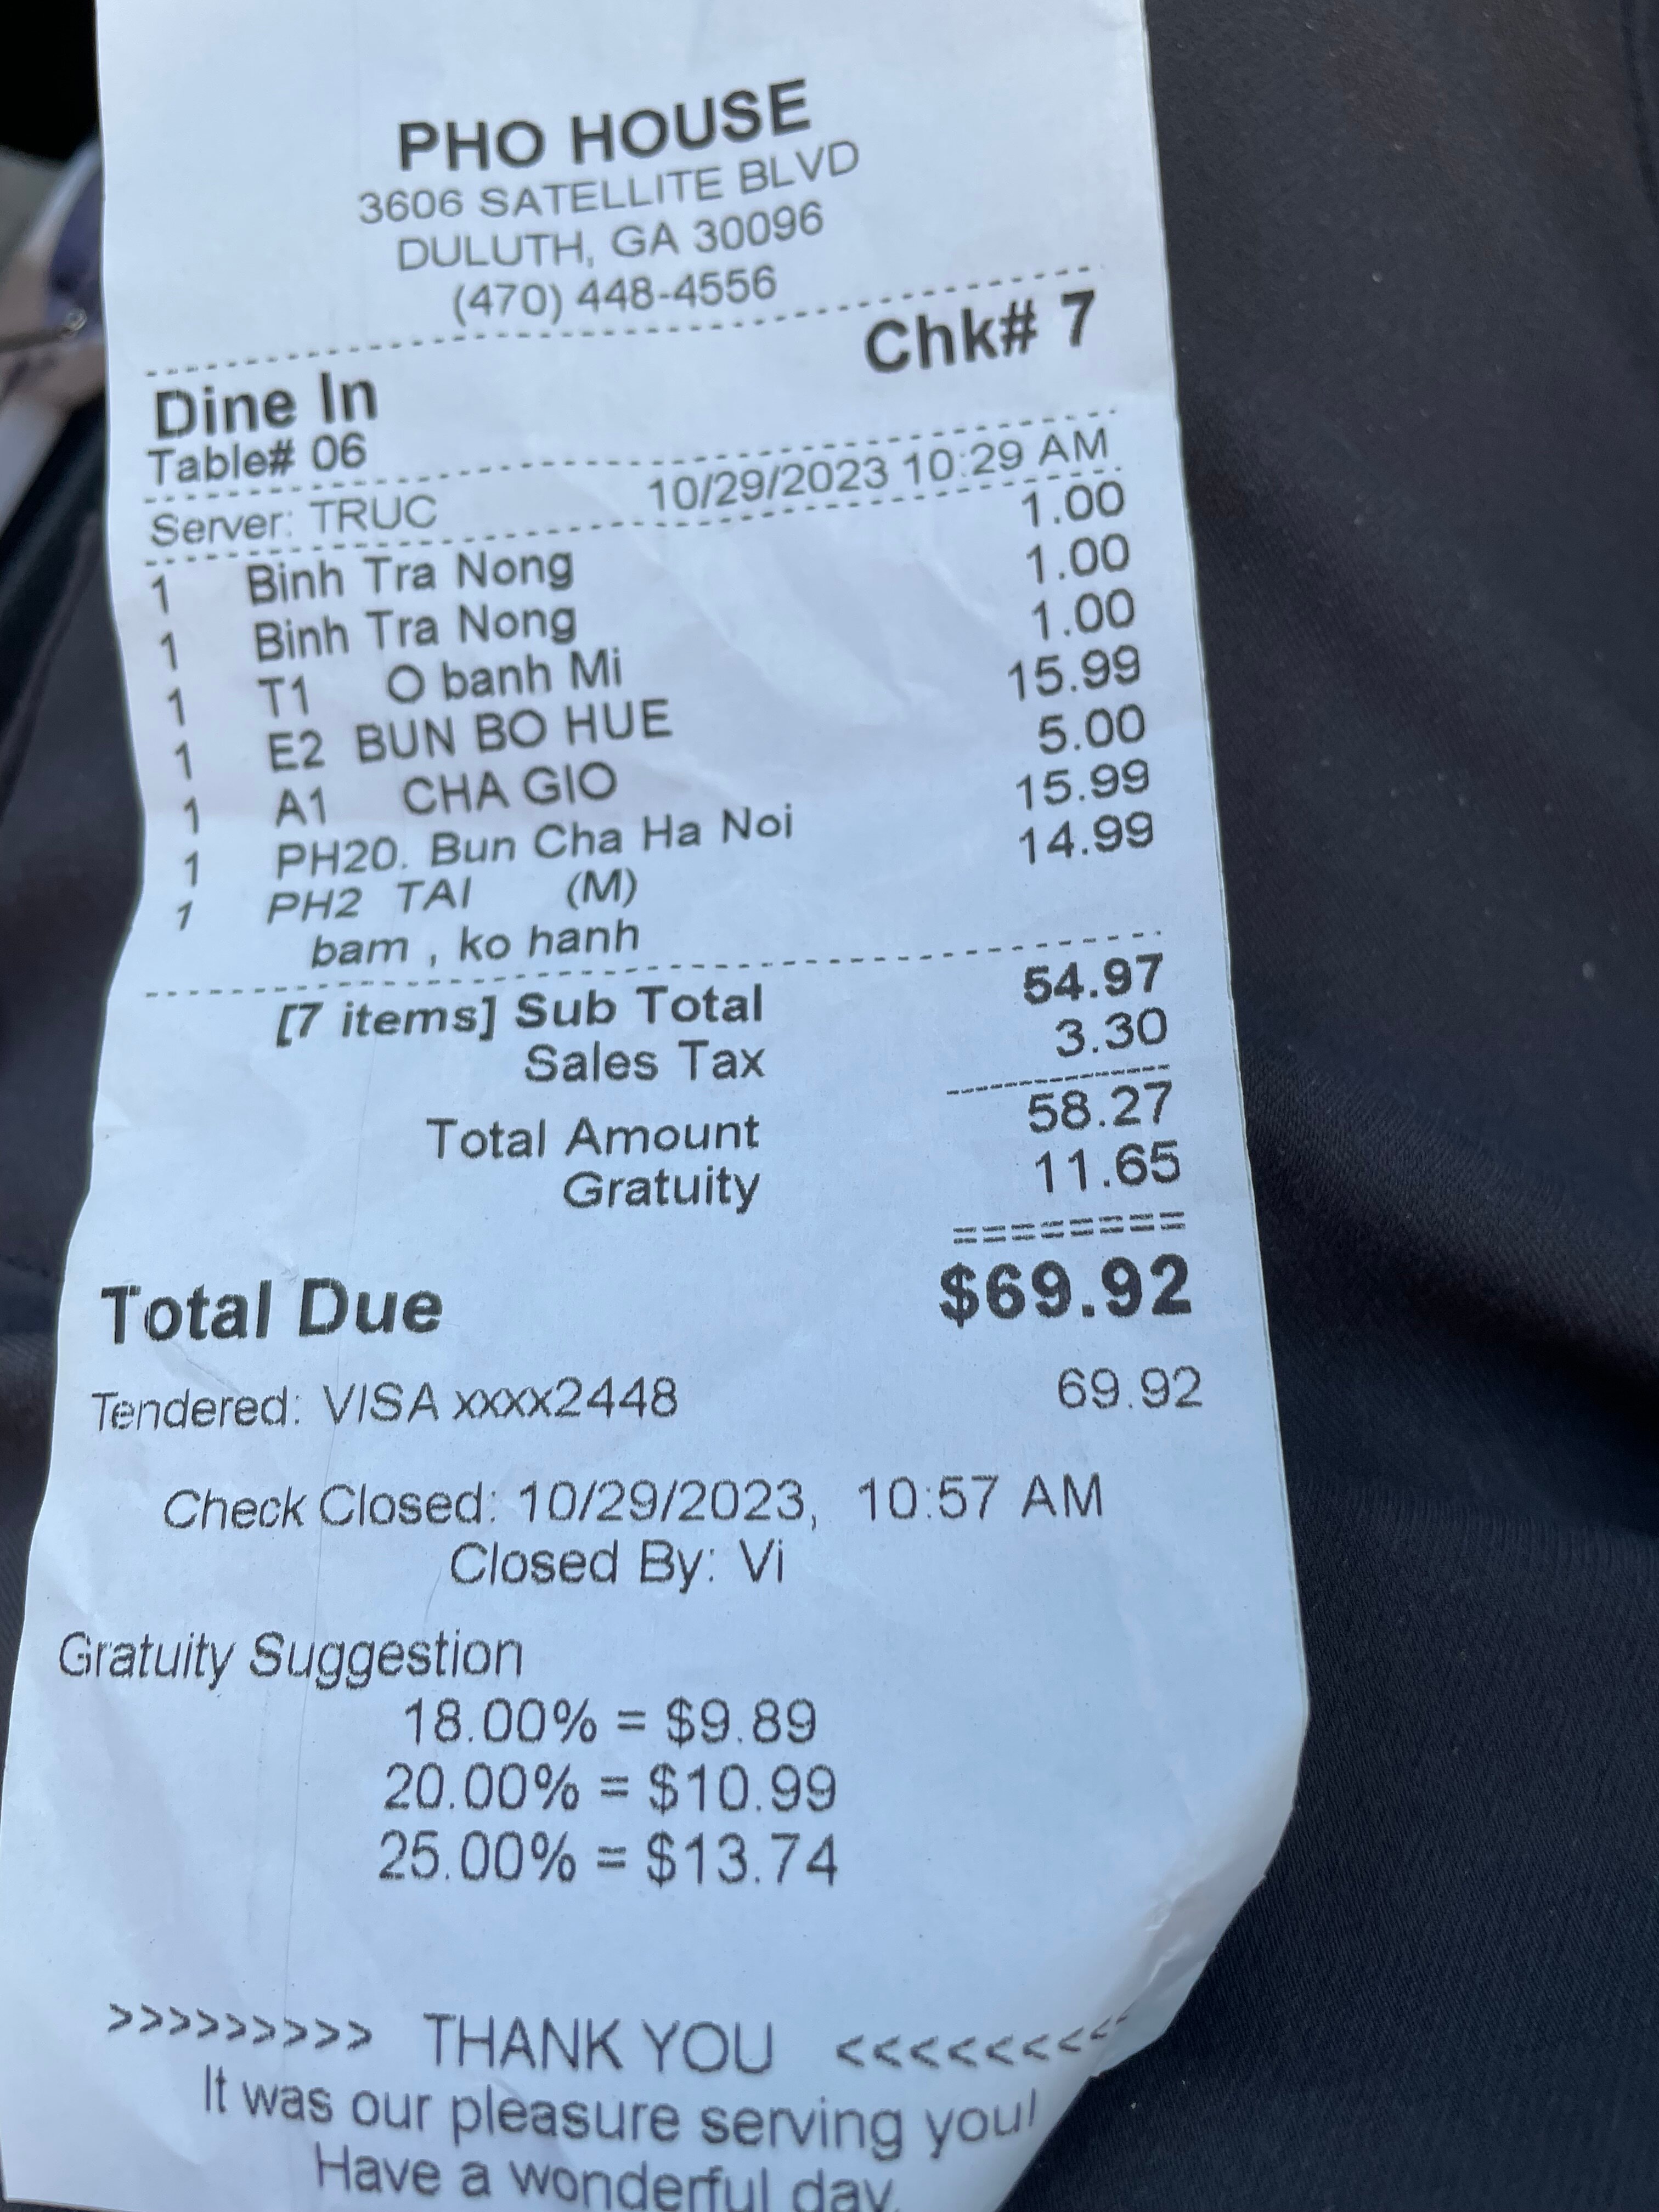 PHO HOUSE
3606 SATELLITE BLVD
DULUTH, GA 30096
(470) 448-4556
Dine In Chk# 7
Table# 06
Server: TRUC 10/29/2023 10:29 AM
1 Binh Tra Nong 1.00
1 Binh Tra Nong 1.00
1 T1 O banh Mi 1.00
1 E2 BUN BO HUE 15.99
1 A1 CHA GIO 5.00
1 PH20. Bun Cha Ha Noi 15.99
1 PH2 TAI (M) 14.99
bam , ko hanh
[7 items] Sub Total 54.97
Sales Tax 3.30
Total Amount 58.27
Gratuity 11.65
========
Total Due $69.92
Tendered: VISA xxxx2448 69.92
Check Closed: 10/29/2023, 10:57 AM
Closed By: Vi
Gratuity Suggestion
18.00% = $9.89
20.00% = $10.99
25.00% = $13.74
>>>>>>>>> THANK YOU <<<<<<<<<
It was our pleasure serving you!
Have a wonderful day.